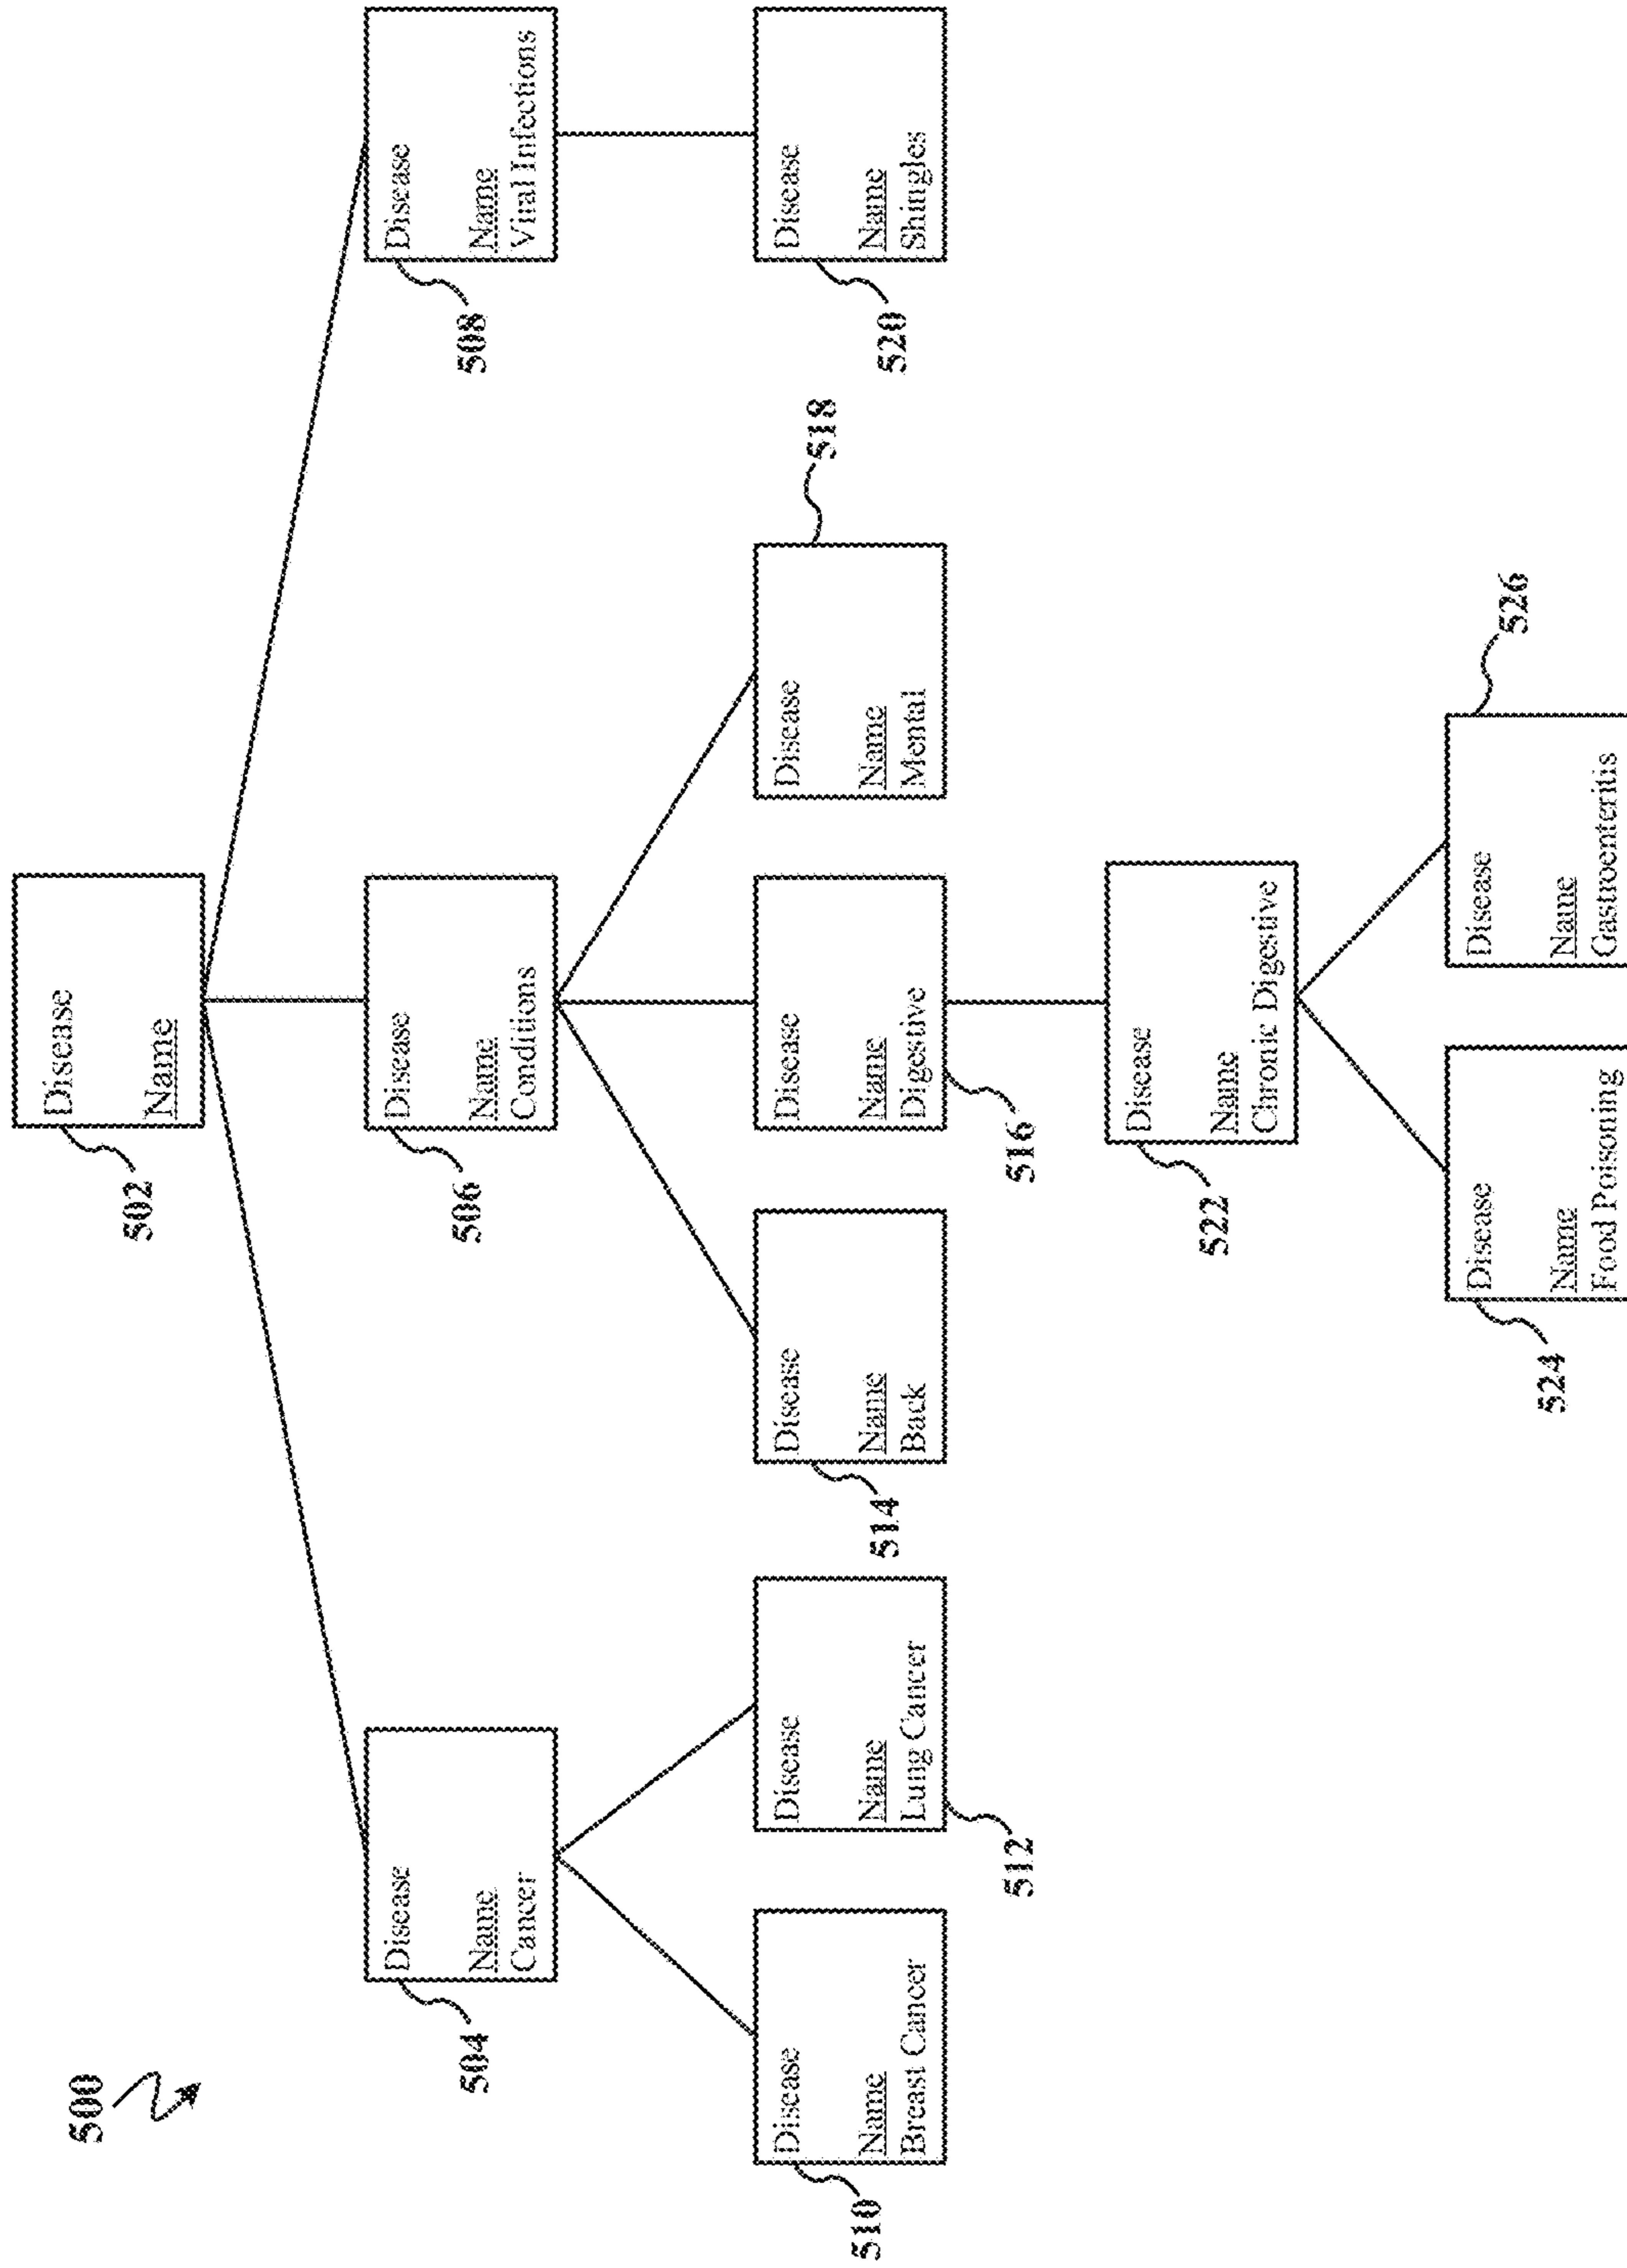 500
502
Disease
Name
504
Disease
Name
Cancer
506
Disease
Name
Conditions
508
Disease
Name
Viral Infections
510
Disease
Name
Breast Cancer
512
Disease
Name
Lung Cancer
514
Disease
Name
Back
516
Disease
Name
Digestive
518
Disease
Name
Mental
520
Disease
Name
Shingles
522
Disease
Name
Chronic Digestive
524
Disease
Name
Food Poisoning
526
Disease
Name
Gastroenteritis